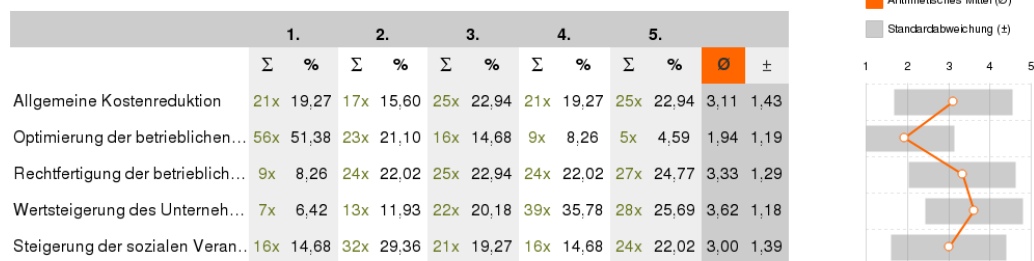 Arithmetisches Mittel (Ø)
Standardabweichung (±)
1. 2. 3. 4. 5.
Σ % Σ % Σ % Σ % Σ % Ø ±
1 2 3 4 5
Allgemeine Kostenreduktion 21x 19,27 17x 15,60 25x 22,94 21x 19,27 25x 22,94 3,11 1,43
Optimierung der betrieblichen... 56x 51,38 23x 21,10 16x 14,68 9x 8,26 5x 4,59 1,94 1,19
Rechtfertigung der betrieblich... 9x 8,26 24x 22,02 25x 22,94 24x 22,02 27x 24,77 3,33 1,29
Wertsteigerung des Unterneh... 7x 6,42 13x 11,93 22x 20,18 39x 35,78 28x 25,69 3,62 1,18
Steigerung der sozialen Veran... 16x 14,68 32x 29,36 21x 19,27 16x 14,68 24x 22,02 3,00 1,39